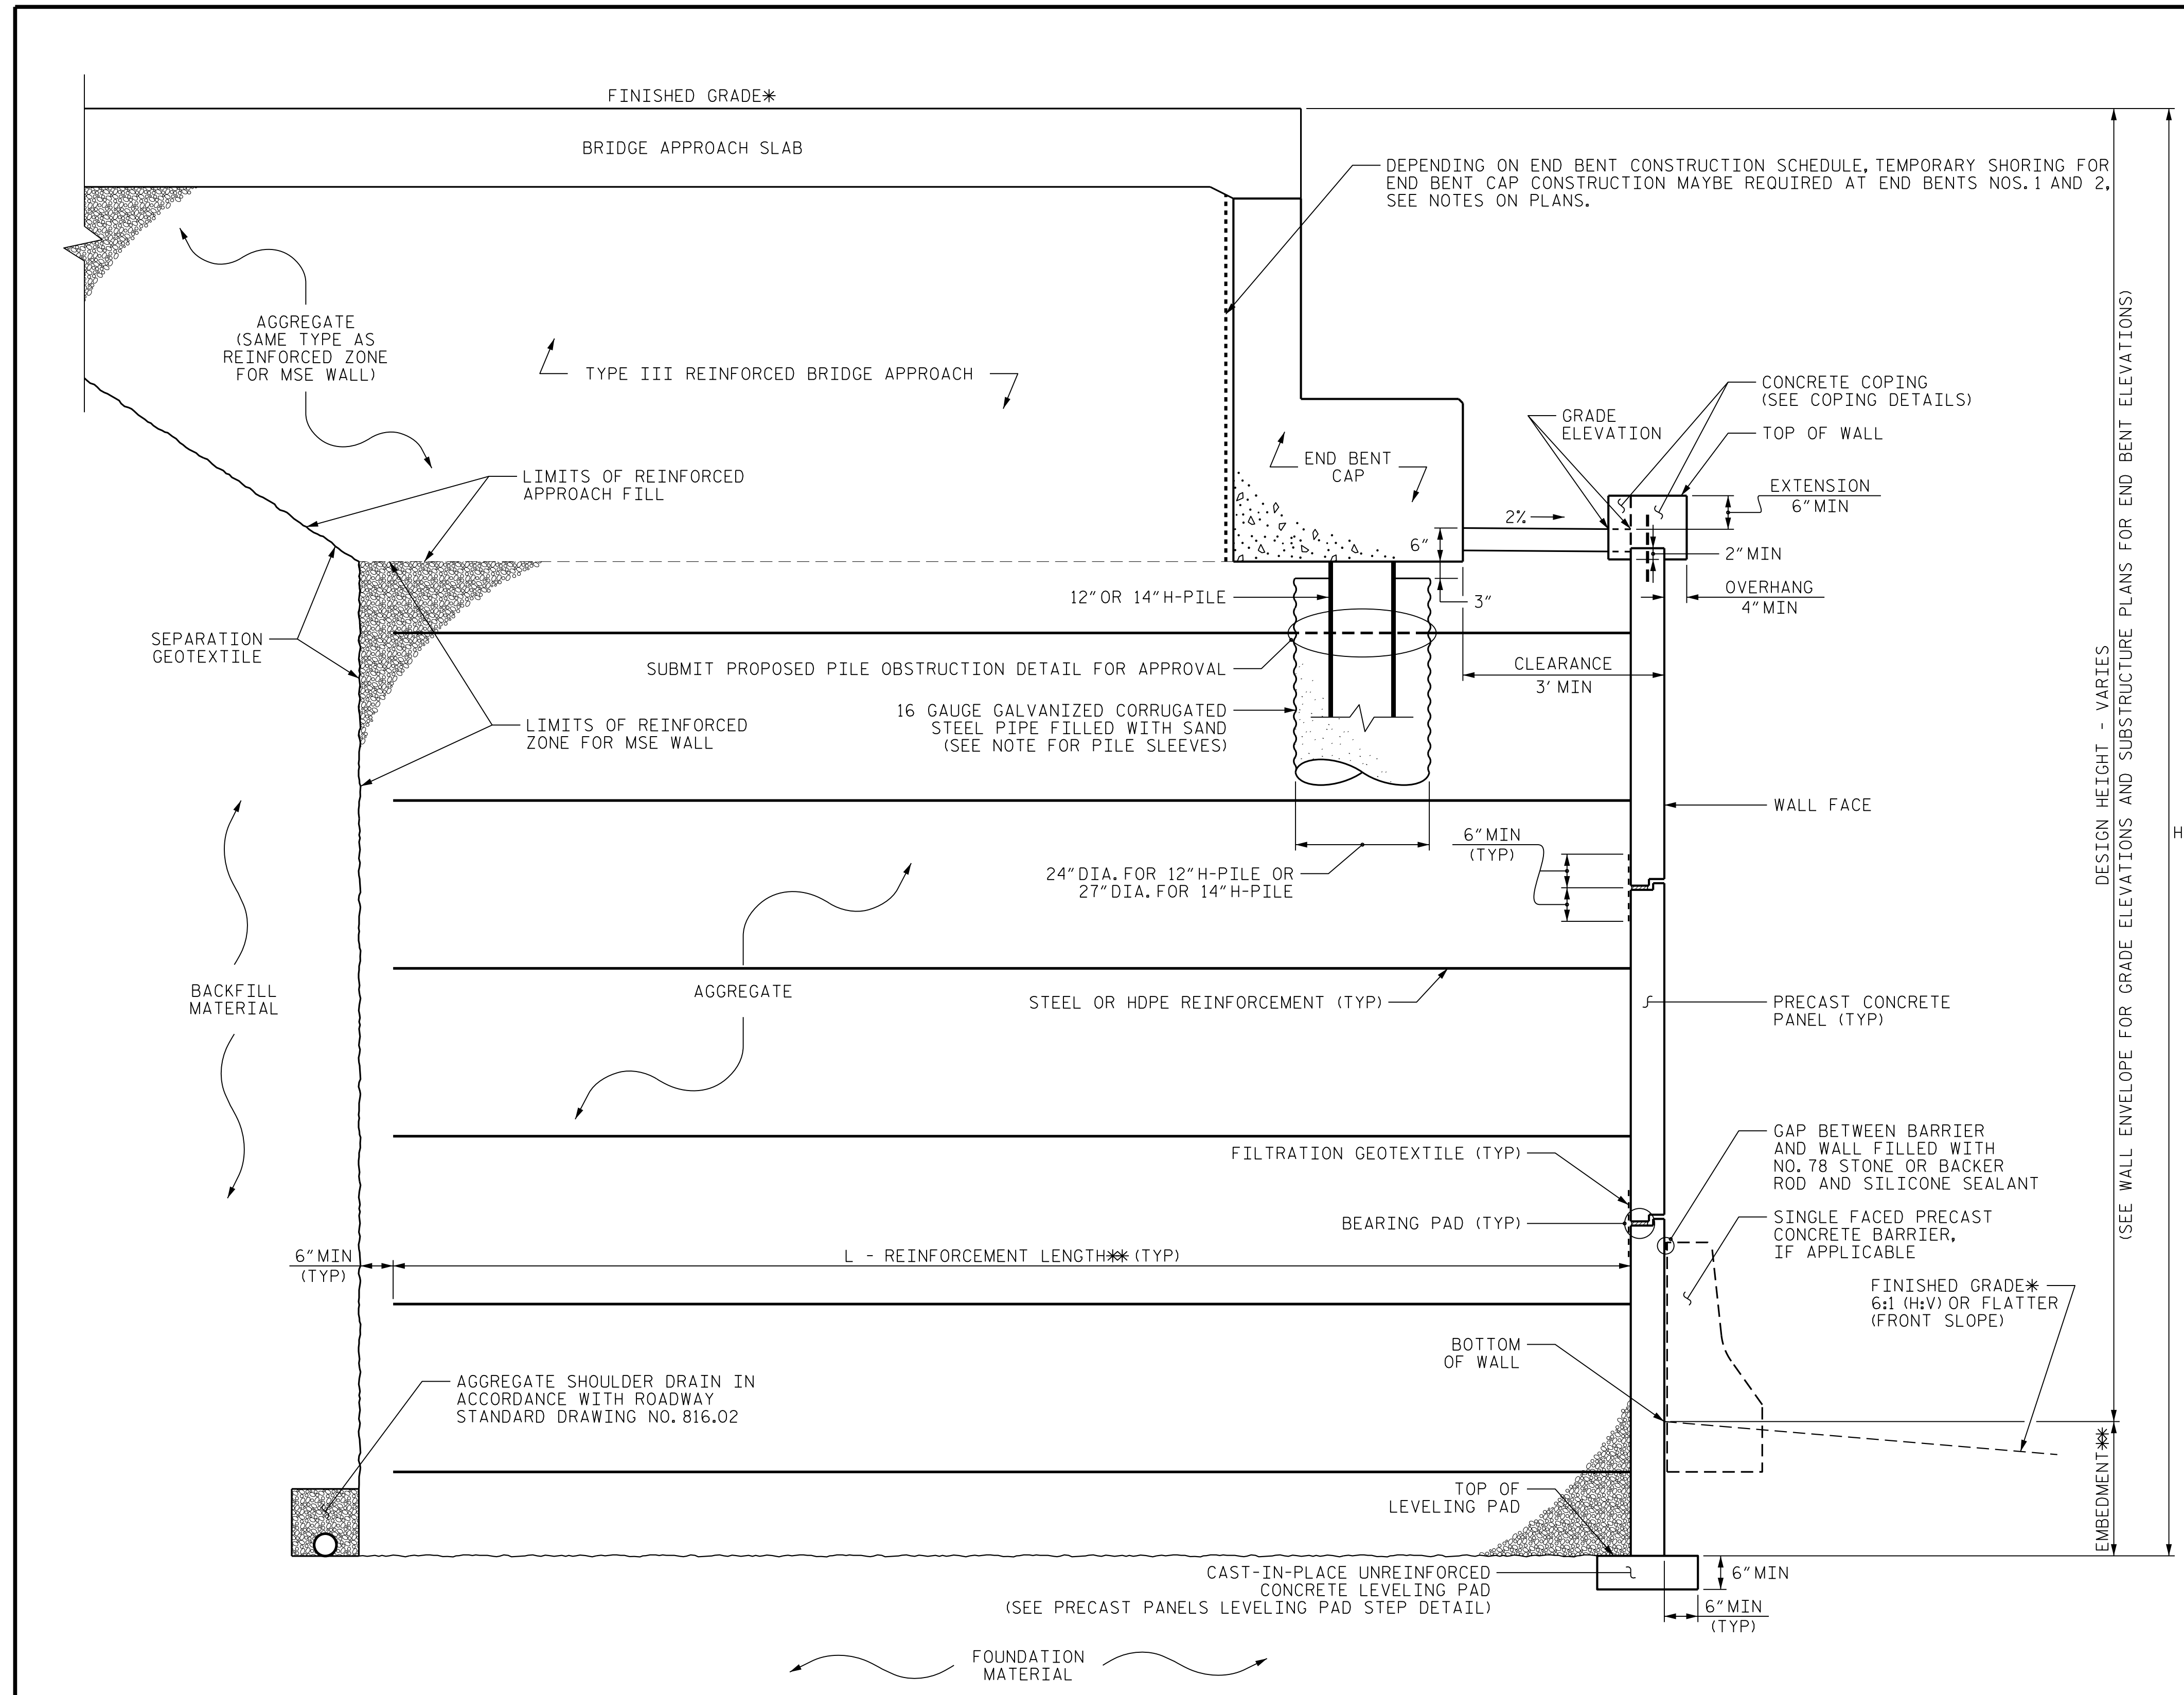 FINISHED GRADE*
BRIDGE APPROACH SLAB
DEPENDING ON END BENT CONSTRUCTION SCHEDULE, TEMPORARY SHORING FOR
END BENT CAP CONSTRUCTION MAYBE REQUIRED AT END BENTS NOS. 1 AND 2,
SEE NOTES ON PLANS.
AGGREGATE
(SAME TYPE AS
REINFORCED ZONE
FOR MSE WALL)
TYPE III REINFORCED BRIDGE APPROACH
CONCRETE COPING
(SEE COPING DETAILS)
GRADE
ELEVATION
TOP OF WALL
END BENT
CAP
LIMITS OF REINFORCED
APPROACH FILL
EXTENSION
6" MIN
2%
6"
2" MIN
OVERHANG
4" MIN
12" OR 14" H-PILE
3"
SEPARATION
GEOTEXTILE
SUBMIT PROPOSED PILE OBSTRUCTION DETAIL FOR APPROVAL
CLEARANCE
3' MIN
16 GAUGE GALVANIZED CORRUGATED
STEEL PIPE FILLED WITH SAND
(SEE NOTE FOR PILE SLEEVES)
LIMITS OF REINFORCED
ZONE FOR MSE WALL
WALL FACE
6" MIN
(TYP)
24" DIA. FOR 12" H-PILE OR
27" DIA. FOR 14" H-PILE
DESIGN HEIGHT - VARIES
(SEE WALL ENVELOPE FOR GRADE ELEVATIONS AND SUBSTRUCTURE PLANS FOR END BENT ELEVATIONS)
H
BACKFILL
MATERIAL
AGGREGATE
STEEL OR HDPE REINFORCEMENT (TYP)
PRECAST CONCRETE
PANEL (TYP)
FILTRATION GEOTEXTILE (TYP)
GAP BETWEEN BARRIER
AND WALL FILLED WITH
NO. 78 STONE OR BACKER
ROD AND SILICONE SEALANT
BEARING PAD (TYP)
SINGLE FACED PRECAST
CONCRETE BARRIER,
IF APPLICABLE
6" MIN
(TYP)
L - REINFORCEMENT LENGTH** (TYP)
FINISHED GRADE*
6:1 (H:V) OR FLATTER
(FRONT SLOPE)
BOTTOM
OF WALL
AGGREGATE SHOULDER DRAIN IN
ACCORDANCE WITH ROADWAY
STANDARD DRAWING NO. 816.02
EMBEDMENT**
TOP OF
LEVELING PAD
CAST-IN-PLACE UNREINFORCED
CONCRETE LEVELING PAD
(SEE PRECAST PANELS LEVELING PAD STEP DETAIL)
6" MIN
6" MIN
(TYP)
FOUNDATION
MATERIAL